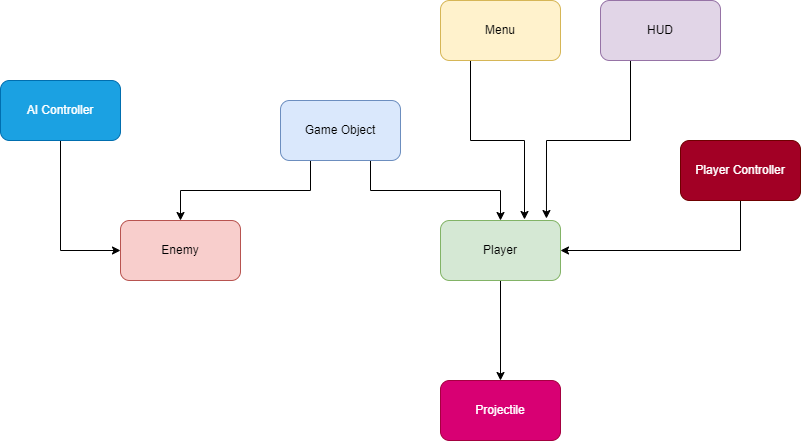 Menu
HUD
AI Controller
Game Object
Player Controller
Enemy
Player
Projectile